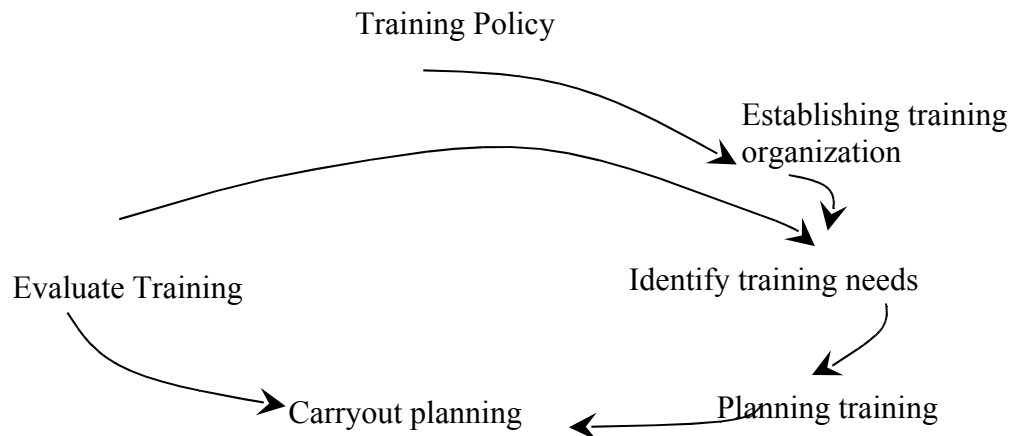 Training Policy
Establishing training
organization
Identify training needs
Evaluate Training
Planning training
Carryout planning